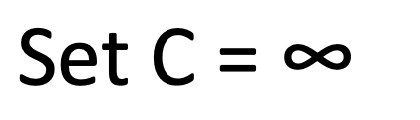 Set C = ∞